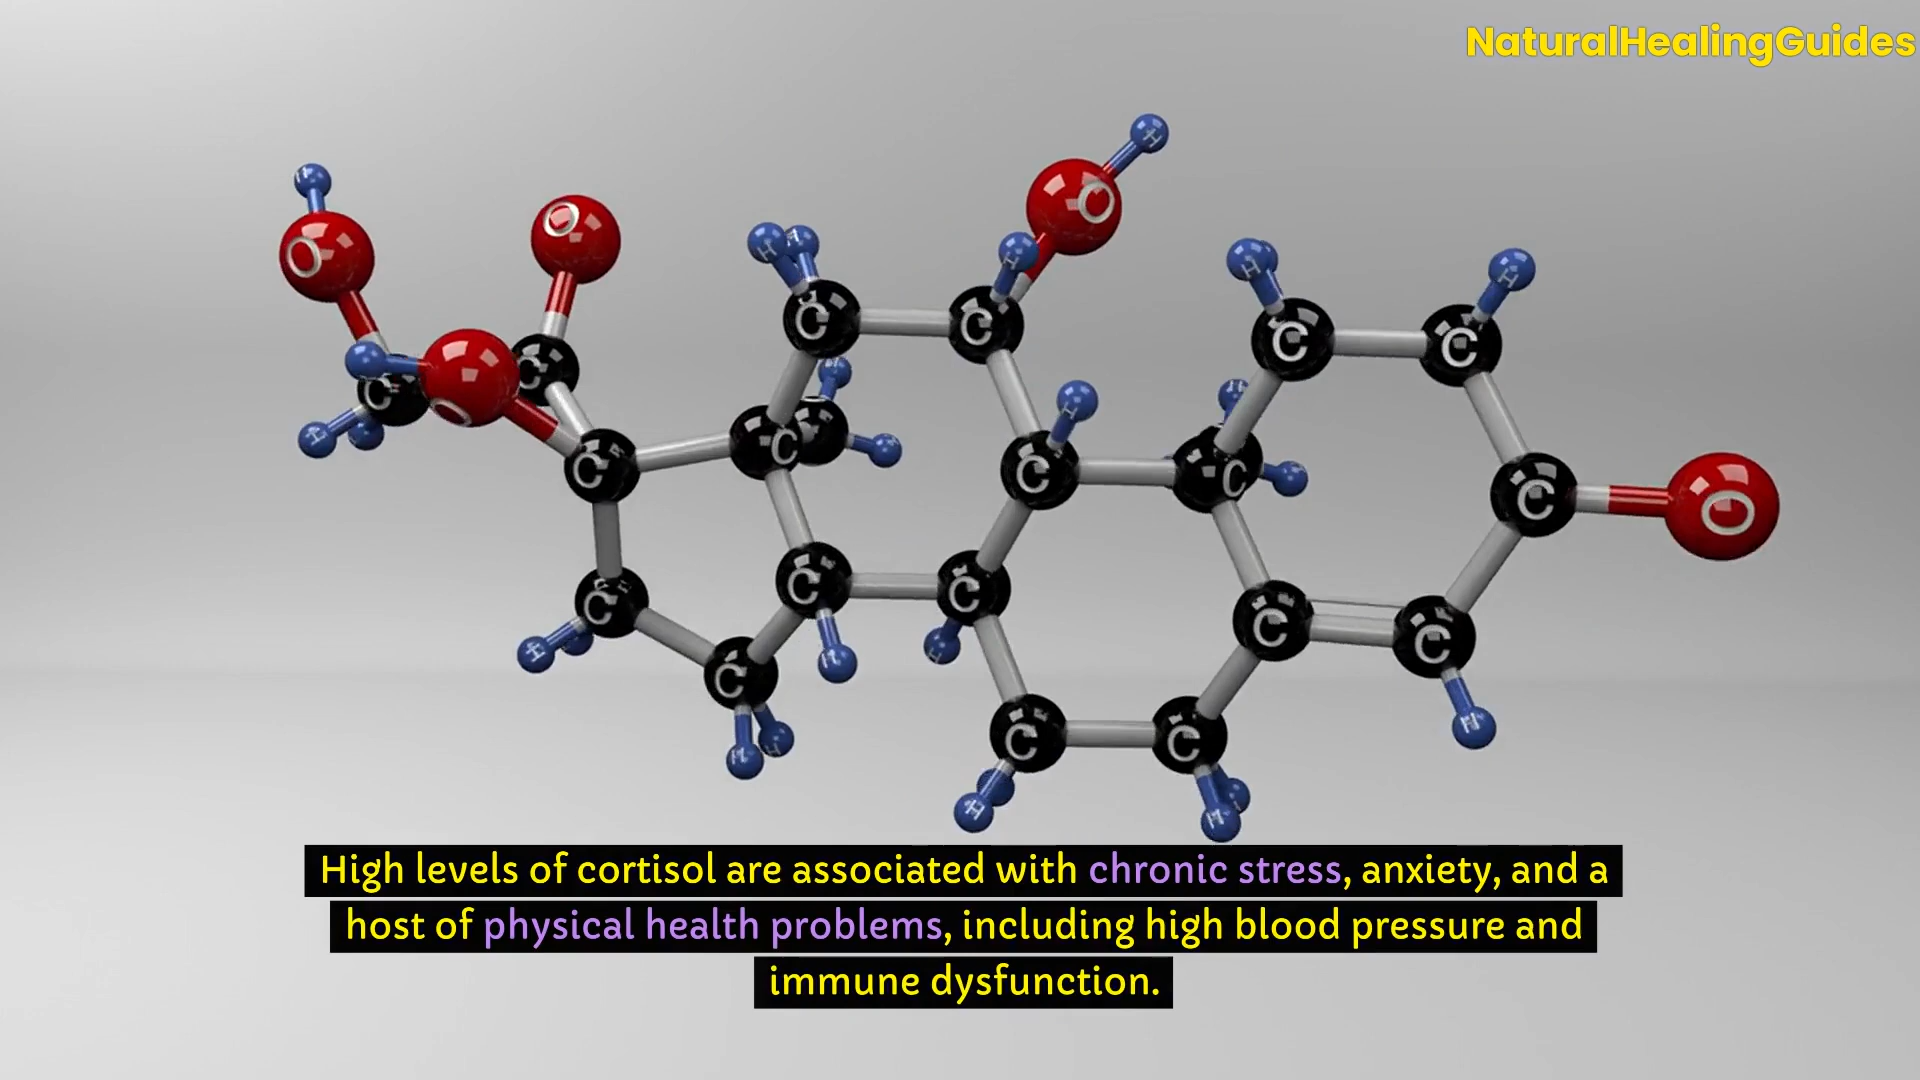 NaturalHealingGuides
High levels of cortisol are associated with chronic stress, anxiety, and a
host of physical health problems, including high blood pressure and
immune dysfunction.